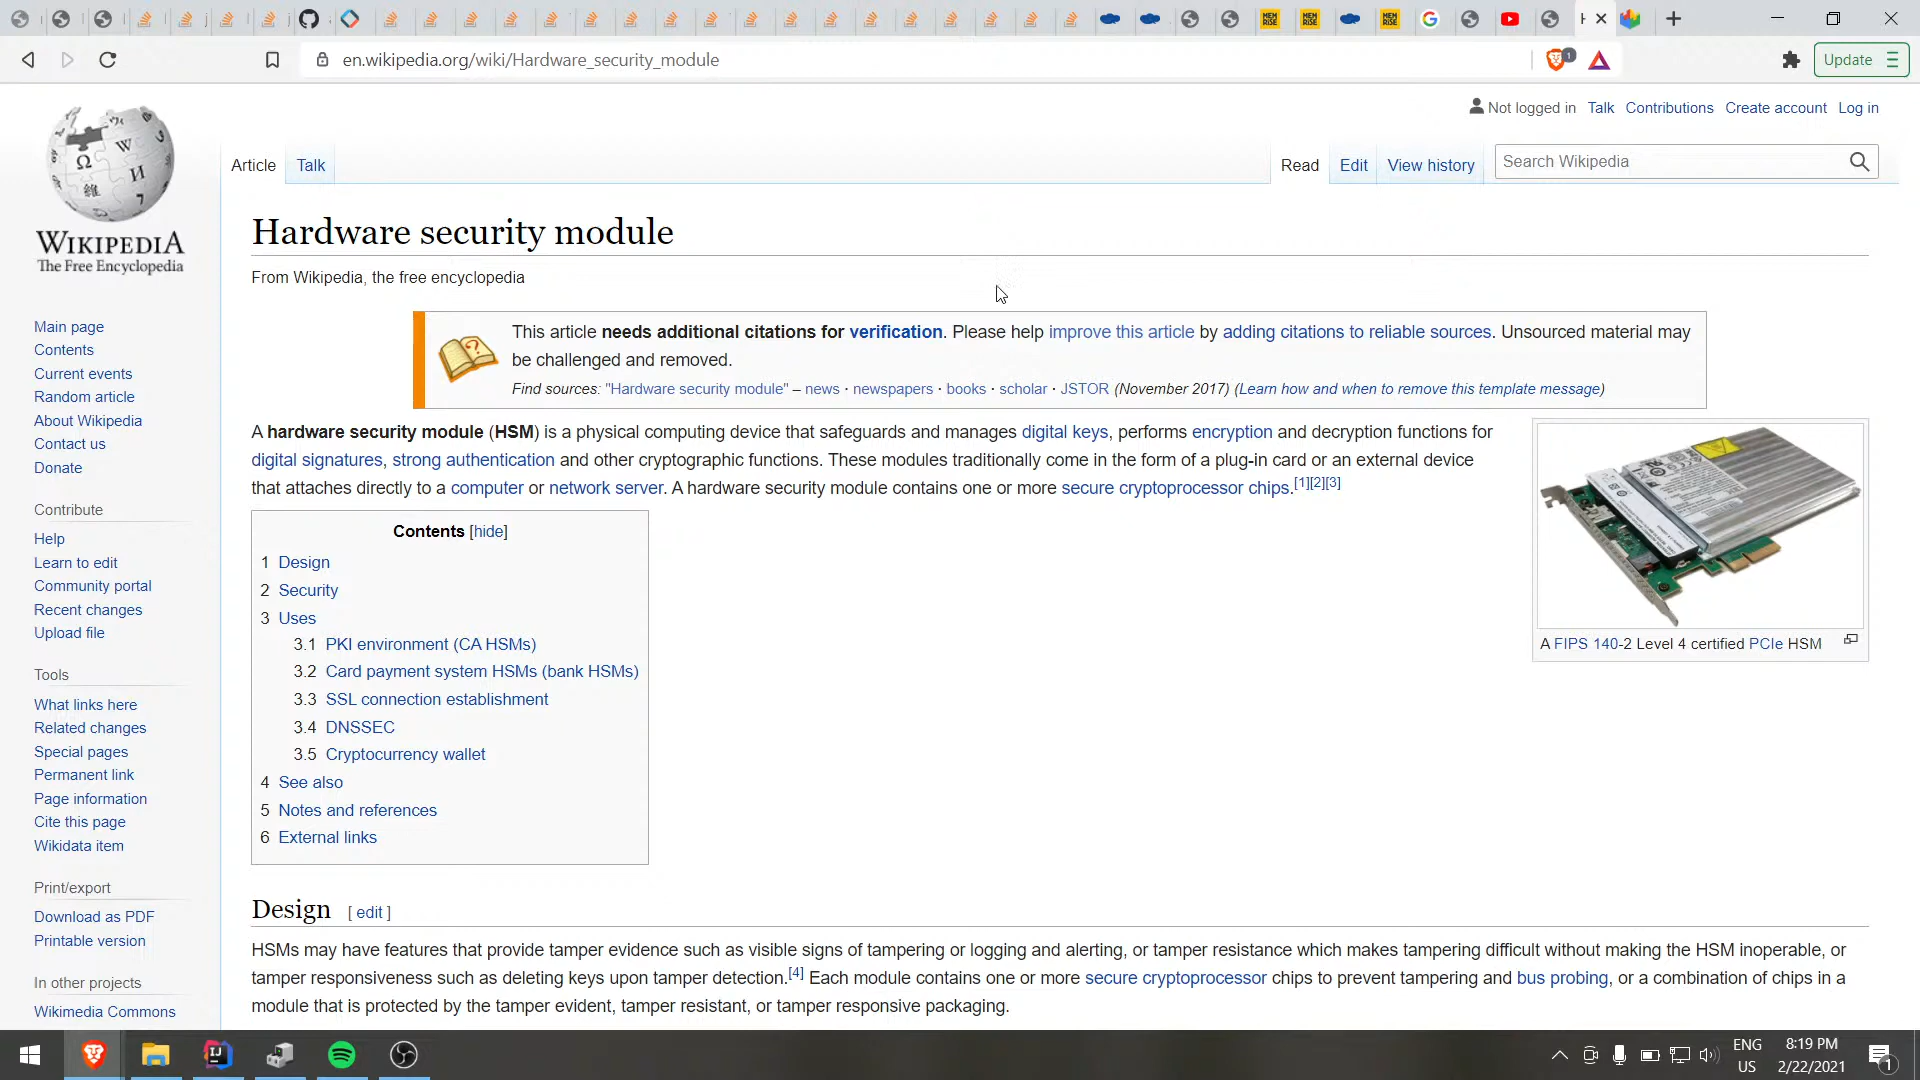 en.wikipedia.org/wiki/Hardware_security_module
1
Update
Not logged in Talk Contributions Create account Log in
Article Talk
Read Edit View history
Search Wikipedia
WIKIPEDIA
The Free Encyclopedia
Main page
Contents
Current events
Random article
About Wikipedia
Contact us
Donate
Contribute
Help
Learn to edit
Community portal
Recent changes
Upload file
Tools
What links here
Related changes
Special pages
Permanent link
Page information
Cite this page
Wikidata item
Print/export
Download as PDF
Printable version
In other projects
Wikimedia Commons
Hardware security module
From Wikipedia, the free encyclopedia
This article needs additional citations for verification. Please help improve this article by adding citations to reliable sources. Unsourced material may
be challenged and removed.
Find sources: "Hardware security module" – news · newspapers · books · scholar · JSTOR (November 2017) (Learn how and when to remove this template message)
A hardware security module (HSM) is a physical computing device that safeguards and manages digital keys, performs encryption and decryption functions for
digital signatures, strong authentication and other cryptographic functions. These modules traditionally come in the form of a plug-in card or an external device
that attaches directly to a computer or network server. A hardware security module contains one or more secure cryptoprocessor chips.[1][2][3]
A FIPS 140-2 Level 4 certified PCIe HSM
Contents [hide]
1 Design
2 Security
3 Uses
3.1 PKI environment (CA HSMs)
3.2 Card payment system HSMs (bank HSMs)
3.3 SSL connection establishment
3.4 DNSSEC
3.5 Cryptocurrency wallet
4 See also
5 Notes and references
6 External links
Design [ edit ]
HSMs may have features that provide tamper evidence such as visible signs of tampering or logging and alerting, or tamper resistance which makes tampering difficult without making the HSM inoperable, or
tamper responsiveness such as deleting keys upon tamper detection.[4] Each module contains one or more secure cryptoprocessor chips to prevent tampering and bus probing, or a combination of chips in a
module that is protected by the tamper evident, tamper resistant, or tamper responsive packaging.
ENG
US
8:19 PM
2/22/2021
1